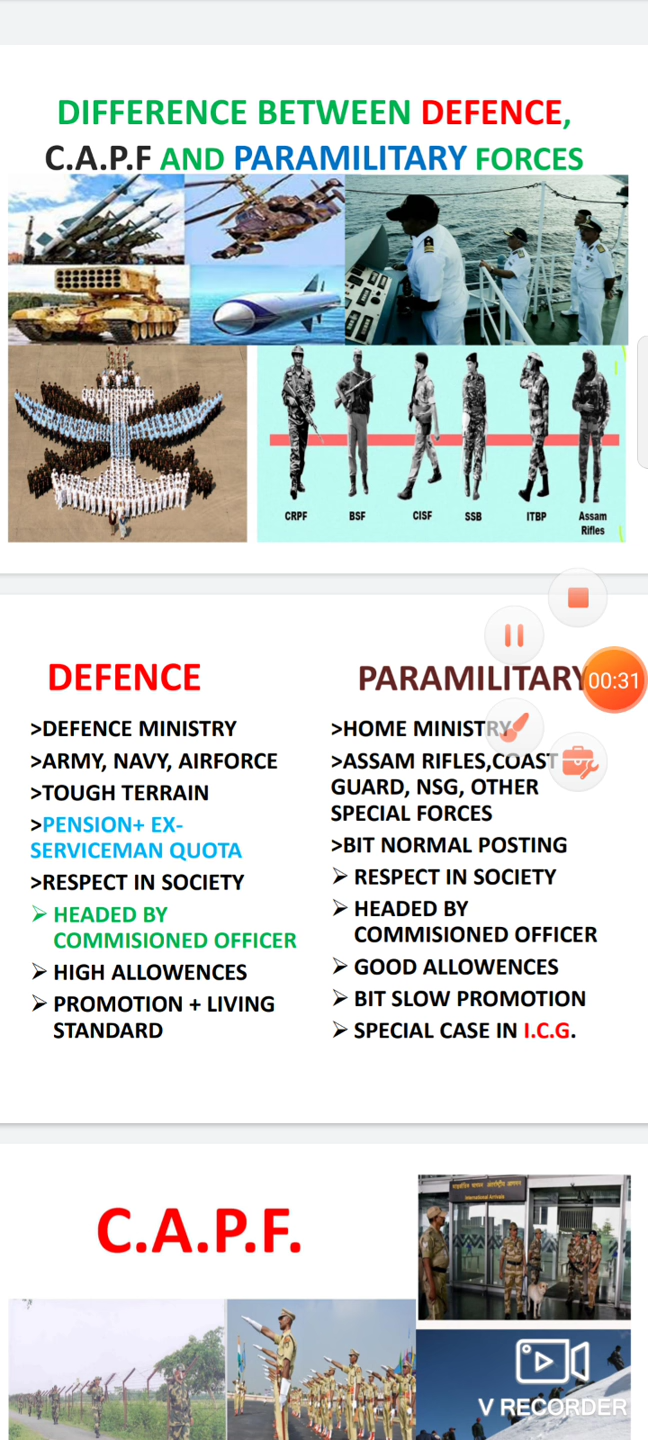 DIFFERENCE BETWEEN DEFENCE,
C.A.P.F AND PARAMILITARY FORCES
CRPF BSF CISF SSB ITBP Assam
Rifles
DEFENCE
>DEFENCE MINISTRY
>ARMY, NAVY, AIRFORCE
>TOUGH TERRAIN
>PENSION+ EX-
SERVICEMAN QUOTA
>RESPECT IN SOCIETY
➢ HEADED BY
COMMISIONED OFFICER
➢ HIGH ALLOWENCES
➢ PROMOTION + LIVING
STANDARD
PARAMILITARY
00:31
>HOME MINISTRY
>ASSAM RIFLES,COAST
GUARD, NSG, OTHER
SPECIAL FORCES
>BIT NORMAL POSTING
➢ RESPECT IN SOCIETY
➢ HEADED BY
COMMISIONED OFFICER
➢ GOOD ALLOWENCES
➢ BIT SLOW PROMOTION
➢ SPECIAL CASE IN I.C.G.
C.A.P.F.
International Arrivals
V RECORDER